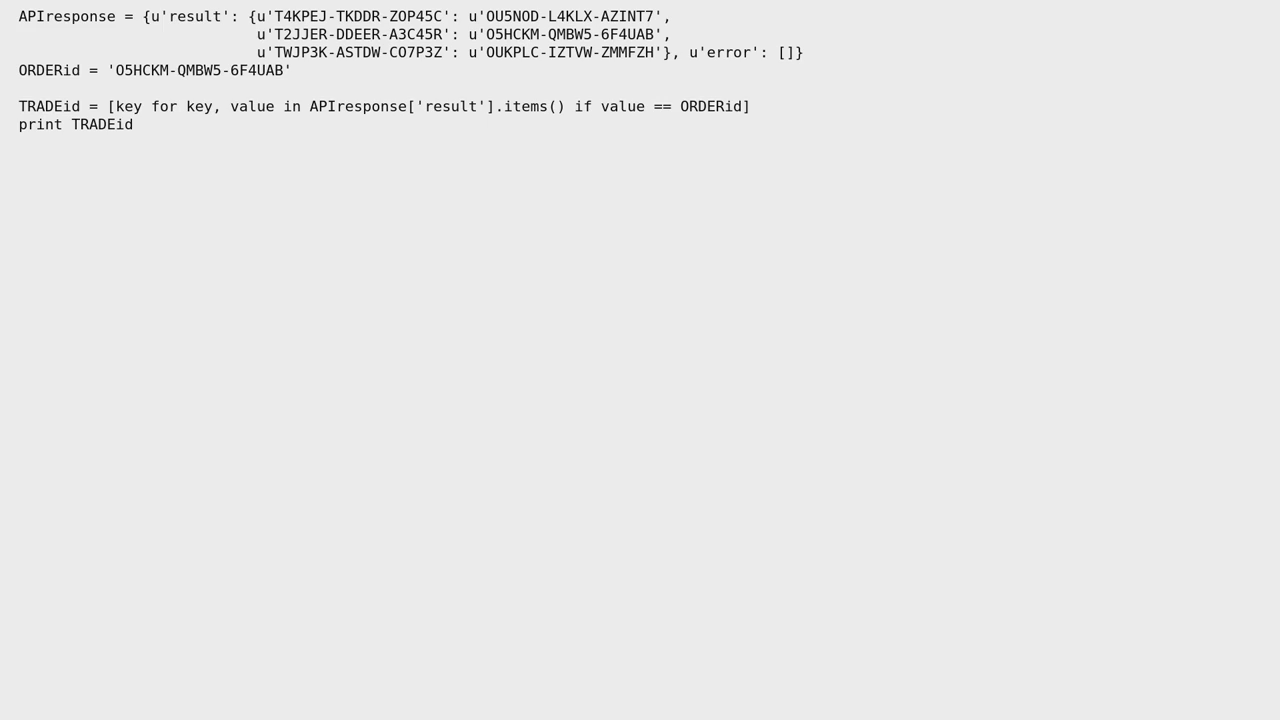 APIresponse = {u'result': {u'T4KPEJ-TKDDR-ZOP45C': u'OU5NOD-L4KLX-AZINT7',
                           u'T2JJER-DDEER-A3C45R': u'O5HCKM-QMBW5-6F4UAB',
                           u'TWJP3K-ASTDW-CO7P3Z': u'OUKPLC-IZTVW-ZMMFZH'}, u'error': []}
ORDERid = 'O5HCKM-QMBW5-6F4UAB'

TRADEid = [key for key, value in APIresponse['result'].items() if value == ORDERid]
print TRADEid